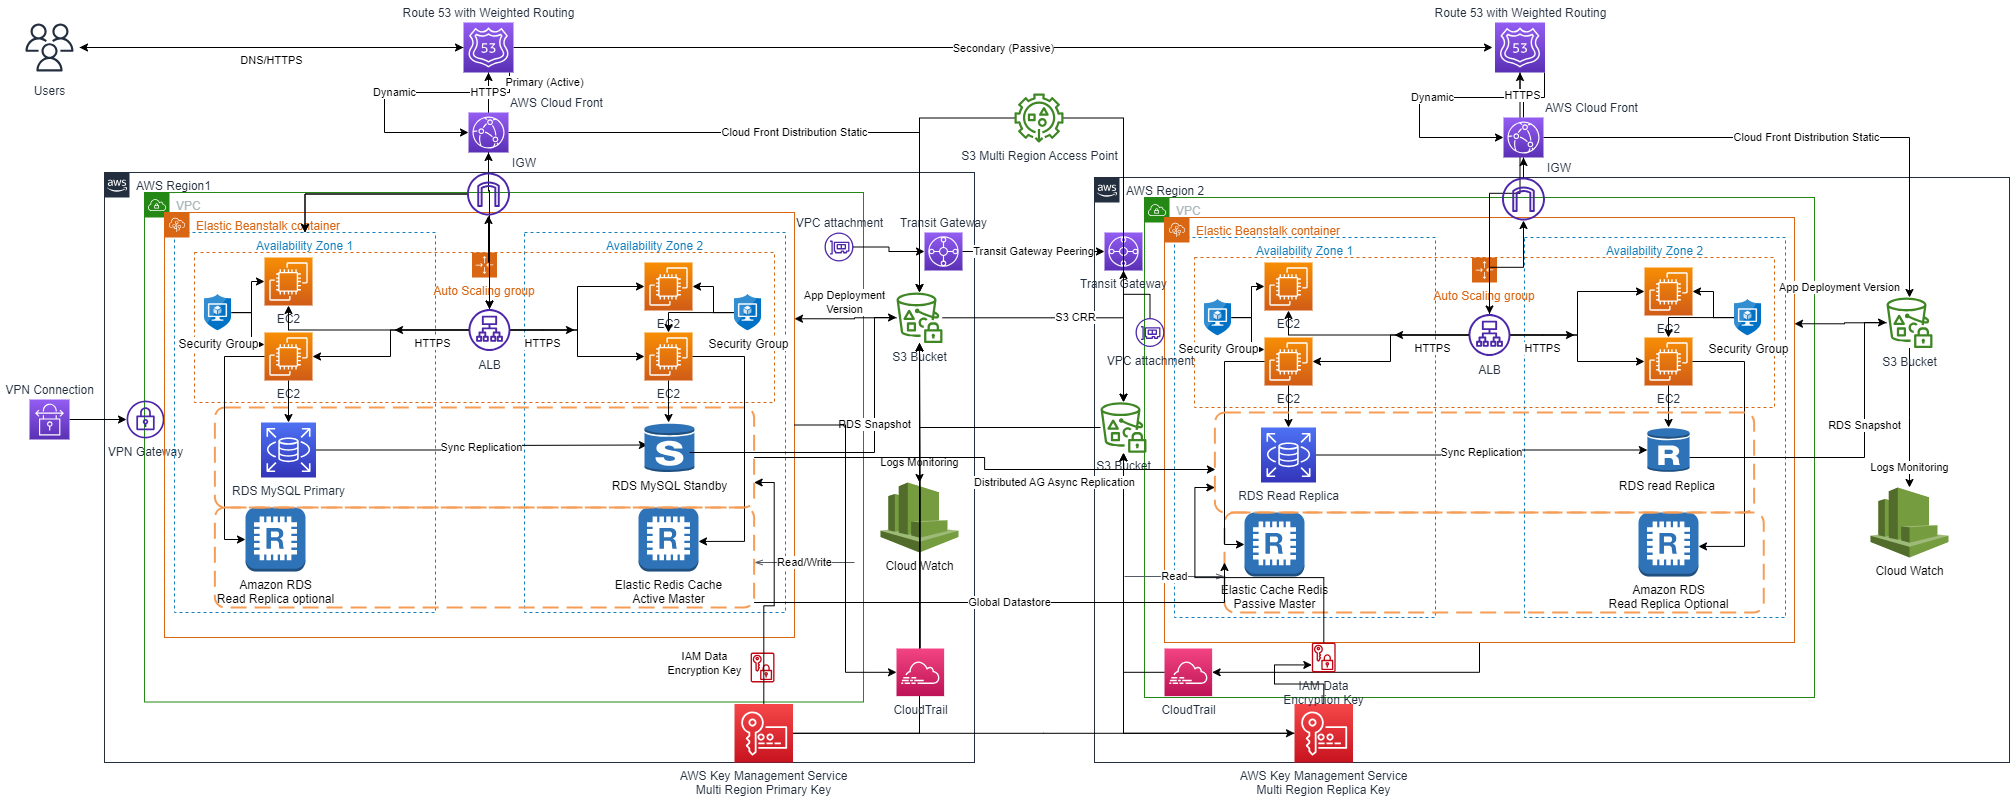 Route 53 with Weighted Routing
Route 53 with Weighted Routing
53
53
Secondary (Passive)
DNS/HTTPS
Users
Primary (Active)
Dynamic
HTTPS
AWS Cloud Front
Dynamic
HTTPS
AWS Cloud Front
Cloud Front Distribution Static
Cloud Front Distribution Static
S3 Multi Region Access Point
IGW
IGW
aws
AWS Region1
VPC
Elastic Beanstalk container
Availability Zone 1
Availability Zone 2
Auto Scaling group
EC2
EC2
Security Group
Security Group
HTTPS
HTTPS
ALB
EC2
EC2
VPN Connection
VPN Gateway
Sync Replication
RDS MySQL Primary
S
RDS MySQL Standby
R
Amazon RDS
Read Replica optional
R
Elastic Redis Cache
Active Master
IAM Data
Encryption Key
AWS Key Management Service
Multi Region Primary Key
VPC attachment
Transit Gateway
Transit Gateway Peering
Transit Gateway
App Deployment
Version
S3 Bucket
S3 CRR
VPC attachment
RDS Snapshot
Logs Monitoring
S3 Bucket
Distributed AG Async Replication
Cloud Watch
Read/Write
Read
Global Datastore
CloudTrail
aws
AWS Region 2
VPC
Elastic Beanstalk container
Availability Zone 1
Availability Zone 2
Auto Scaling group
EC2
EC2
Security Group
Security Group
HTTPS
HTTPS
ALB
EC2
EC2
Sync Replication
RDS Read Replica
R
RDS read Replica
R
Elastic Cache Redis
Passive Master
R
Amazon RDS
Read Replica Optional
CloudTrail
IAM Data
Encryption Key
AWS Key Management Service
Multi Region Replica Key
App Deployment Version
S3 Bucket
RDS Snapshot
Logs Monitoring
Cloud Watch